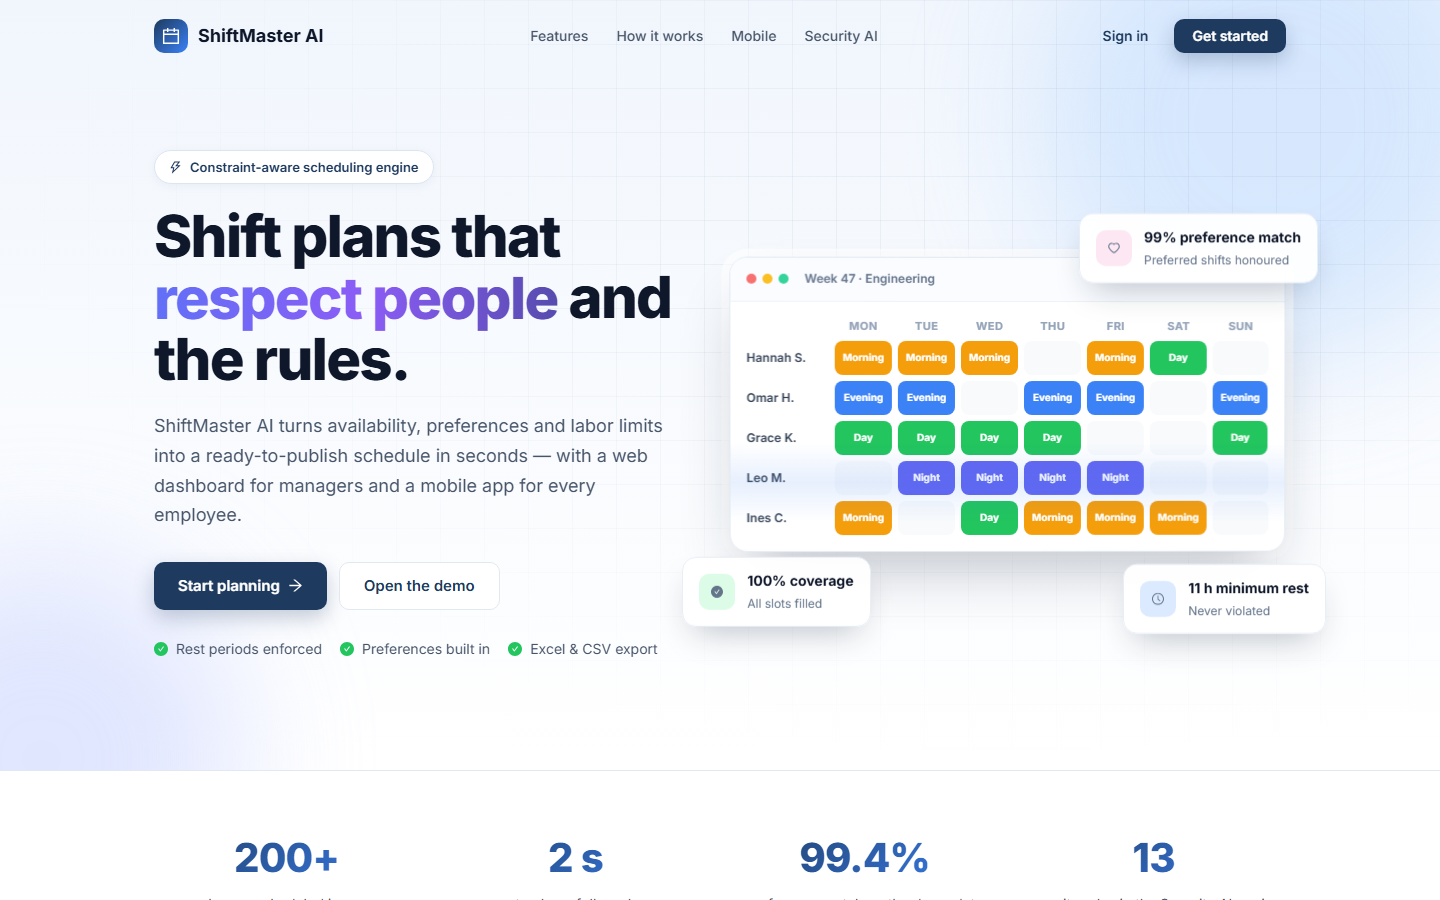 ShiftMaster AI
Features
How it works
Mobile
Security AI
Sign in
Get started
Constraint-aware scheduling engine
Shift plans that
respect people and
the rules.
ShiftMaster AI turns availability, preferences and labor limits
into a ready-to-publish schedule in seconds — with a web
dashboard for managers and a mobile app for every
employee.
Start planning
Open the demo
Rest periods enforced
Preferences built in
Excel & CSV export
99% preference match
Preferred shifts honoured
Week 47 · Engineering
MON TUE WED THU FRI SAT SUN
Hannah S. Morning Morning Morning Morning Day
Omar H. Evening Evening Evening Evening Evening
Grace K. Day Day Day Day Day
Leo M. Night Night Night Night
Ines C. Morning Day Morning Morning Morning
100% coverage
All slots filled
11 h minimum rest
Never violated
200+
2 s
99.4%
13